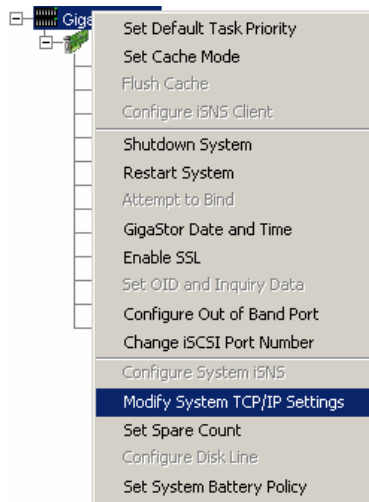 Giga
Set Default Task Priority
Set Cache Mode
Flush Cache
Configure iSNS Client
Shutdown System
Restart System
Attempt to Bind
GigaStor Date and Time
Enable SSL
Set OID and Inquiry Data
Configure Out of Band Port
Change iSCSI Port Number
Configure System iSNS
Modify System TCP/IP Settings
Set Spare Count
Configure Disk Line
Set System Battery Policy